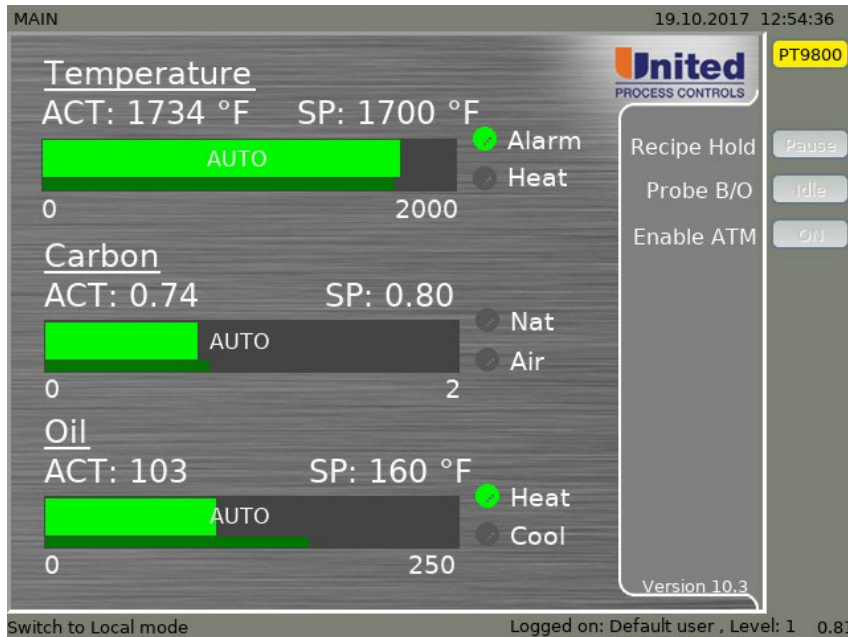 MAIN 19.10.2017 12:54:36
United
PROCESS CONTROLS
PT9800
Temperature
ACT: 1734 °F SP: 1700 °F
AUTO
Alarm
Heat
0 2000
Recipe Hold Pause
Probe B/O Idle
Enable ATM ON
Carbon
ACT: 0.74 SP: 0.80
AUTO
Nat
Air
0 2
Oil
ACT: 103 SP: 160 °F
AUTO
Heat
Cool
0 250
Version 10.3
Switch to Local mode Logged on: Default user , Level: 1